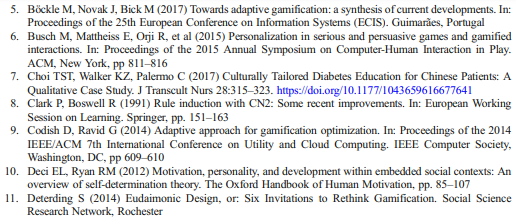 5. Böckle M, Novak J, Bick M (2017) Towards adaptive gamification: a synthesis of current developments. In:
Proceedings of the 25th European Conference on Information Systems (ECIS). Guimarães, Portugal
6. Busch M, Mattheiss E, Orji R, et al (2015) Personalization in serious and persuasive games and gamified
interactions. In: Proceedings of the 2015 Annual Symposium on Computer-Human Interaction in Play.
ACM, New York, pp 811–816
7. Choi TST, Walker KZ, Palermo C (2017) Culturally Tailored Diabetes Education for Chinese Patients: A
Qualitative Case Study. J Transcult Nurs 28:315–323. https://doi.org/10.1177/1043659616677641
8. Clark P, Boswell R (1991) Rule induction with CN2: Some recent improvements. In: European Working
Session on Learning. Springer, pp. 151–163
9. Codish D, Ravid G (2014) Adaptive approach for gamification optimization. In: Proceedings of the 2014
IEEE/ACM 7th International Conference on Utility and Cloud Computing. IEEE Computer Society,
Washington, DC, pp 609–610
10. Deci EL, Ryan RM (2012) Motivation, personality, and development within embedded social contexts: An
overview of self-determination theory. The Oxford Handbook of Human Motivation, pp. 85–107
11. Deterding S (2014) Eudaimonic Design, or: Six Invitations to Rethink Gamification. Social Science
Research Network, Rochester